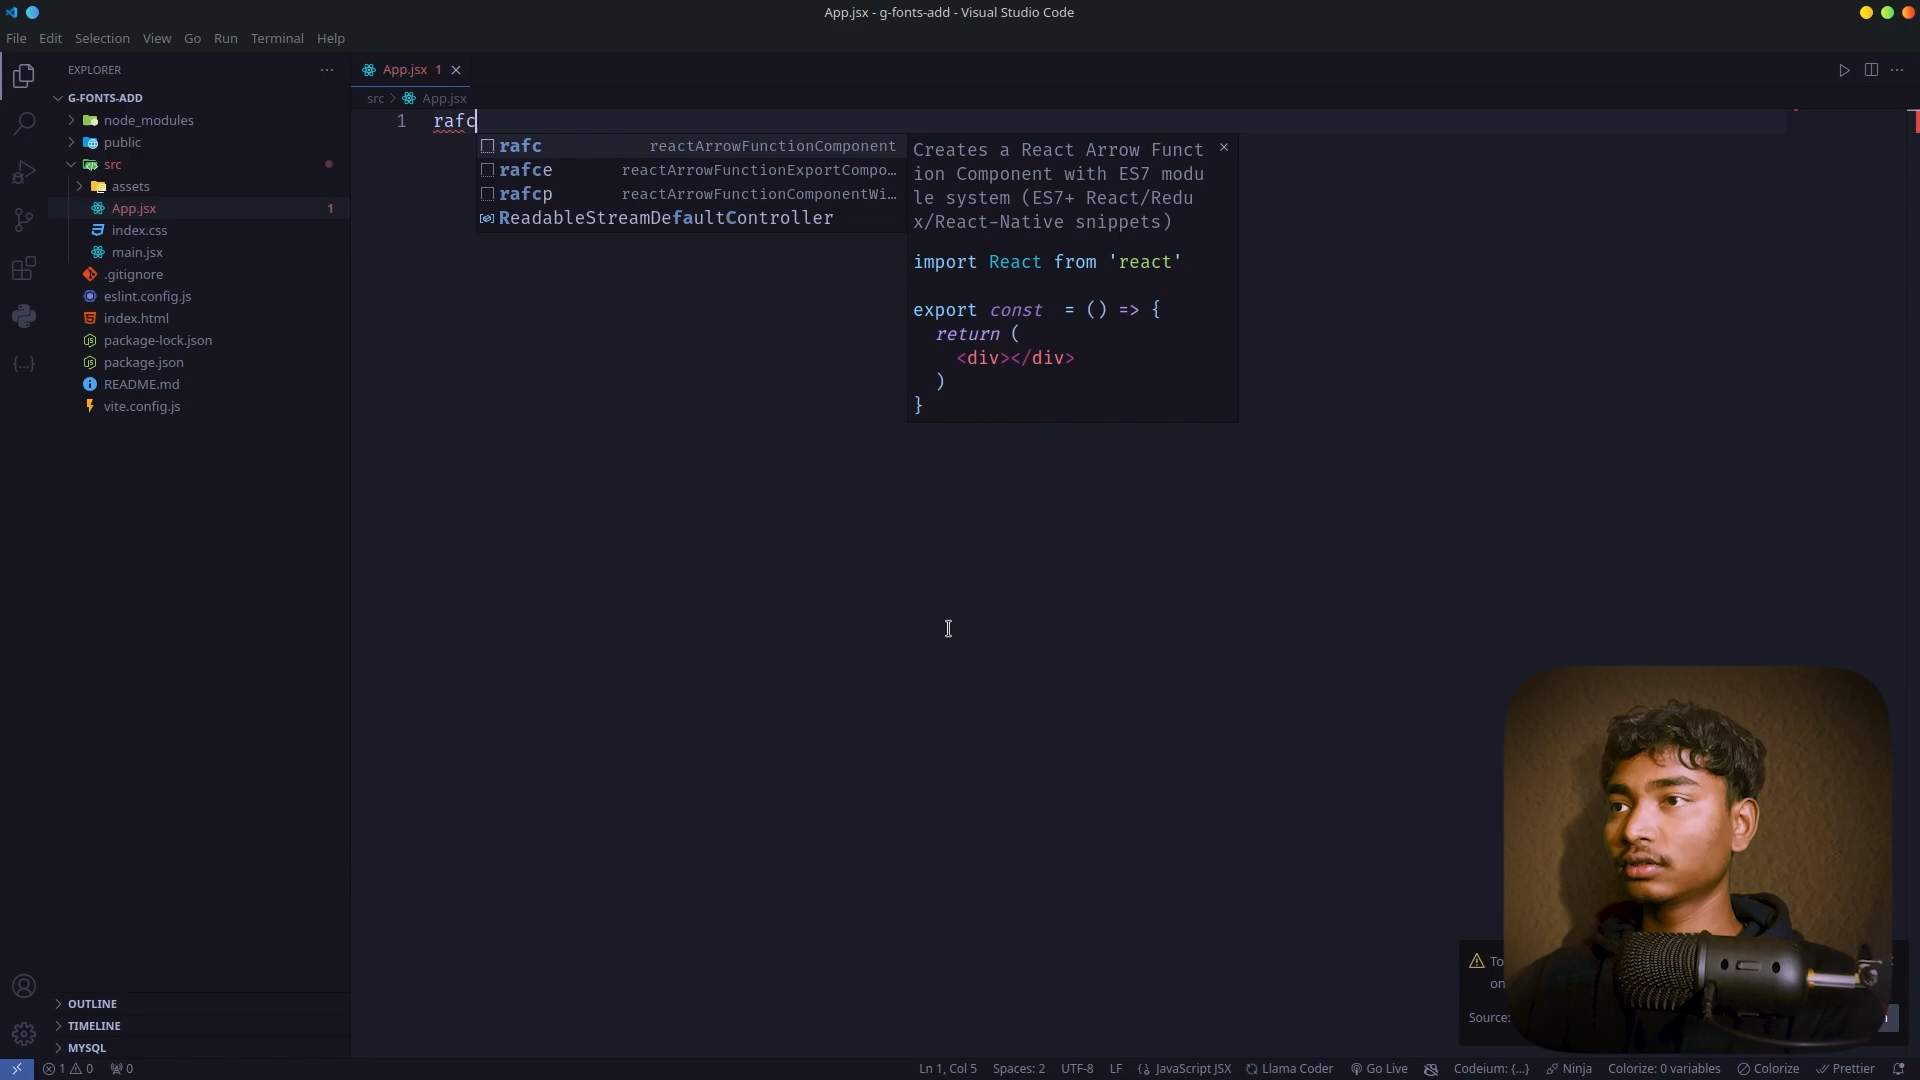 App.jsx - g-fonts-add - Visual Studio Code
File Edit Selection View Go Run Terminal Help
EXPLORER
G-FONTS-ADD
node_modules
public
src
assets
App.jsx 1
index.css
main.jsx
.gitignore
eslint.config.js
index.html
package-lock.json
package.json
README.md
vite.config.js
OUTLINE
TIMELINE
MYSQL
App.jsx 1
src > App.jsx
1 rafc
rafc reactArrowFunctionComponent
rafce reactArrowFunctionExportCompo…
rafcp reactArrowFunctionComponentWi…
ReadableStreamDefaultController
Creates a React Arrow Funct
ion Component with ES7 modu
le system (ES7+ React/Redu
x/React-Native snippets)
import React from 'react'
export const = () => {
return (
<div></div>
)
}
To
on
Source:
1 0 0
Ln 1, Col 5 Spaces: 2 UTF-8 LF JavaScript JSX Llama Coder Go Live Codeium: {...} Ninja Colorize: 0 variables Colorize Prettier